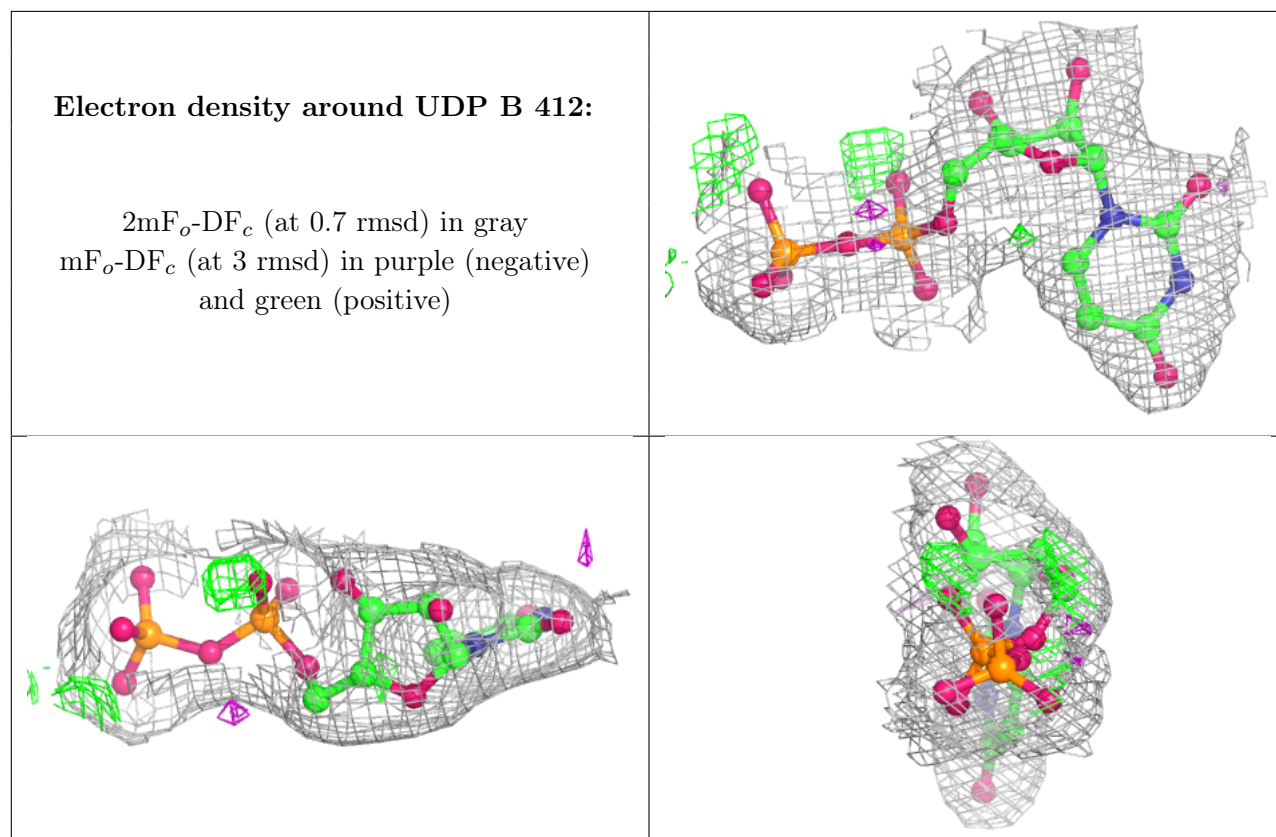 Electron density around UDP B 412:
2mFₒ-DF𝒸 (at 0.7 rmsd) in gray
mFₒ-DF𝒸 (at 3 rmsd) in purple (negative)
and green (positive)